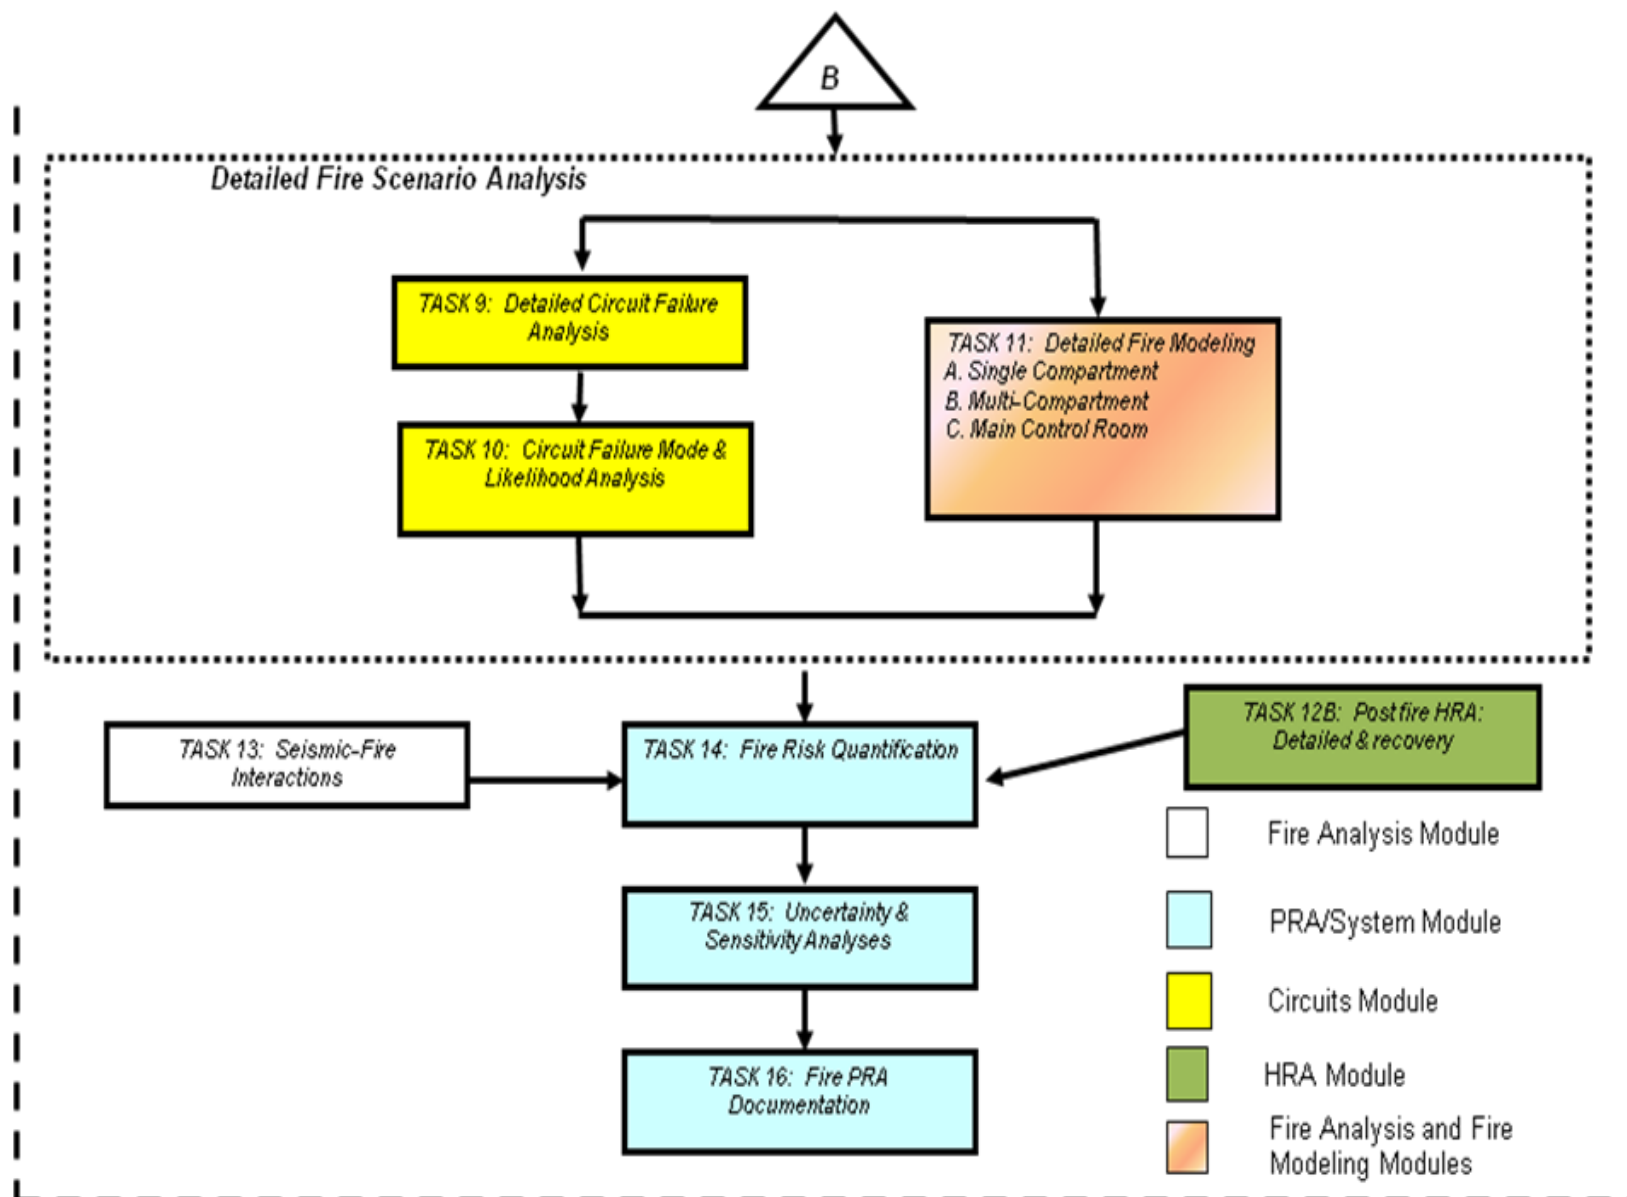 B
Detailed Fire Scenario Analysis
TASK 9: Detailed Circuit Failure
Analysis
TASK 10: Circuit Failure Mode &
Likelihood Analysis
TASK 11: Detailed Fire Modeling
A. Single Compartment
B. Multi-Compartment
C. Main Control Room
TASK 13: Seismic-Fire
Interactions
TASK 14: Fire Risk Quantification
TASK 12B: Postfire HRA:
Detailed & recovery
TASK 15: Uncertainty &
Sensitivity Analyses
TASK 16: Fire PRA
Documentation
Fire Analysis Module
PRA/System Module
Circuits Module
HRA Module
Fire Analysis and Fire
Modeling Modules